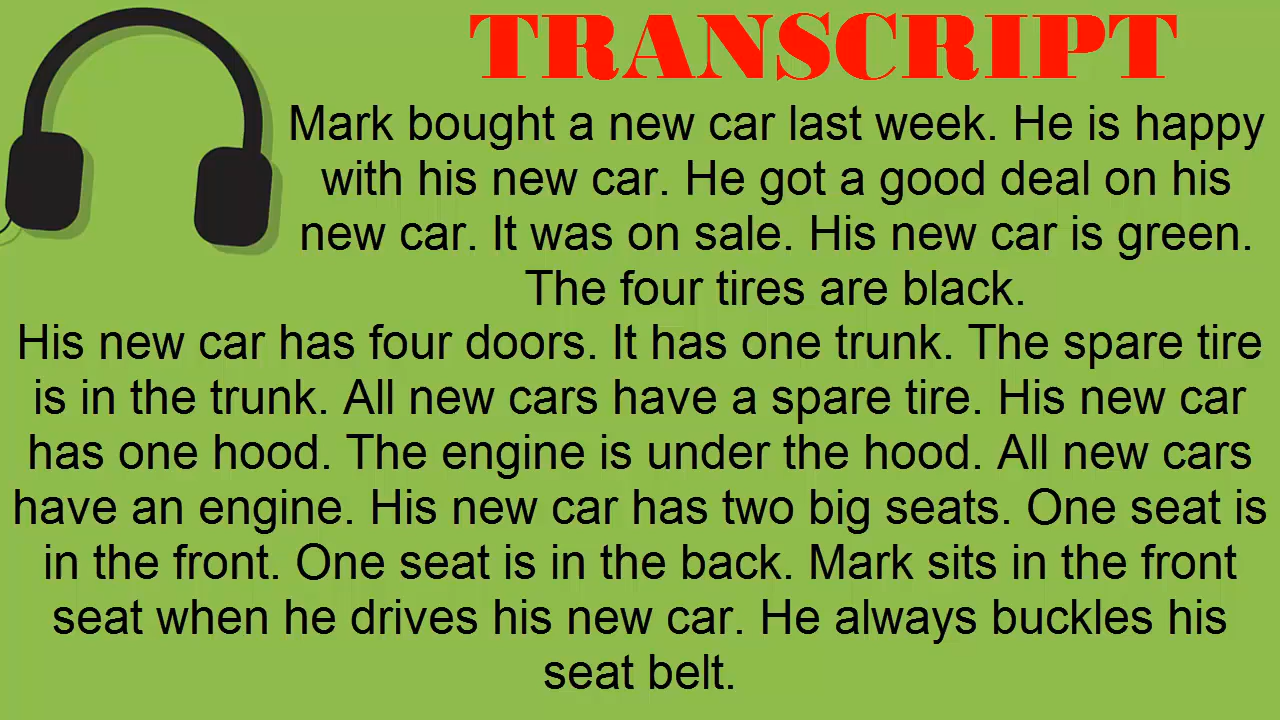 TRANSCRIPT
Mark bought a new car last week. He is happy
with his new car. He got a good deal on his
new car. It was on sale. His new car is green.
The four tires are black.
His new car has four doors. It has one trunk. The spare tire
is in the trunk. All new cars have a spare tire. His new car
has one hood. The engine is under the hood. All new cars
have an engine. His new car has two big seats. One seat is
in the front. One seat is in the back. Mark sits in the front
seat when he drives his new car. He always buckles his
seat belt.